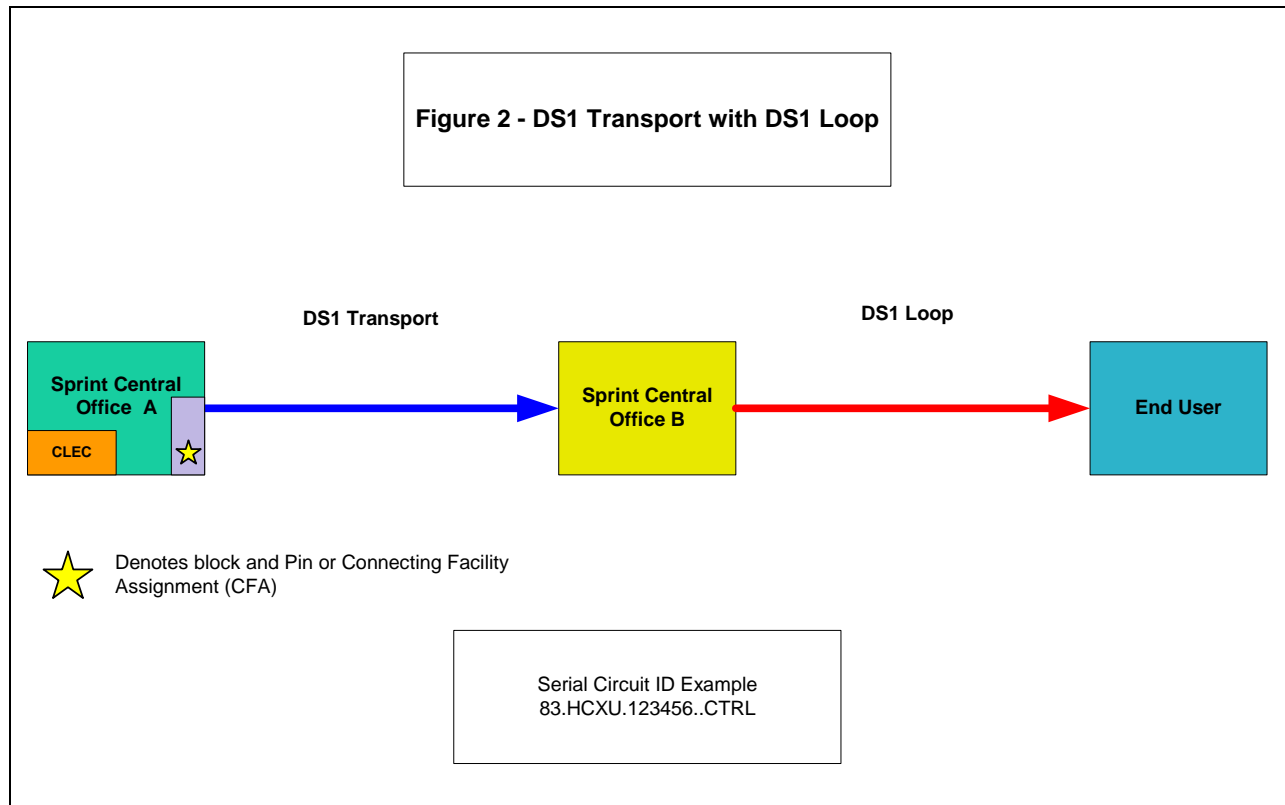 Figure 2 - DS1 Transport with DS1 Loop
DS1 Transport
DS1 Loop
Sprint Central
Office A
CLEC
Sprint Central
Office B
End User
Denotes block and Pin or Connecting Facility
Assignment (CFA)
Serial Circuit ID Example
83.HCXU.123456..CTRL